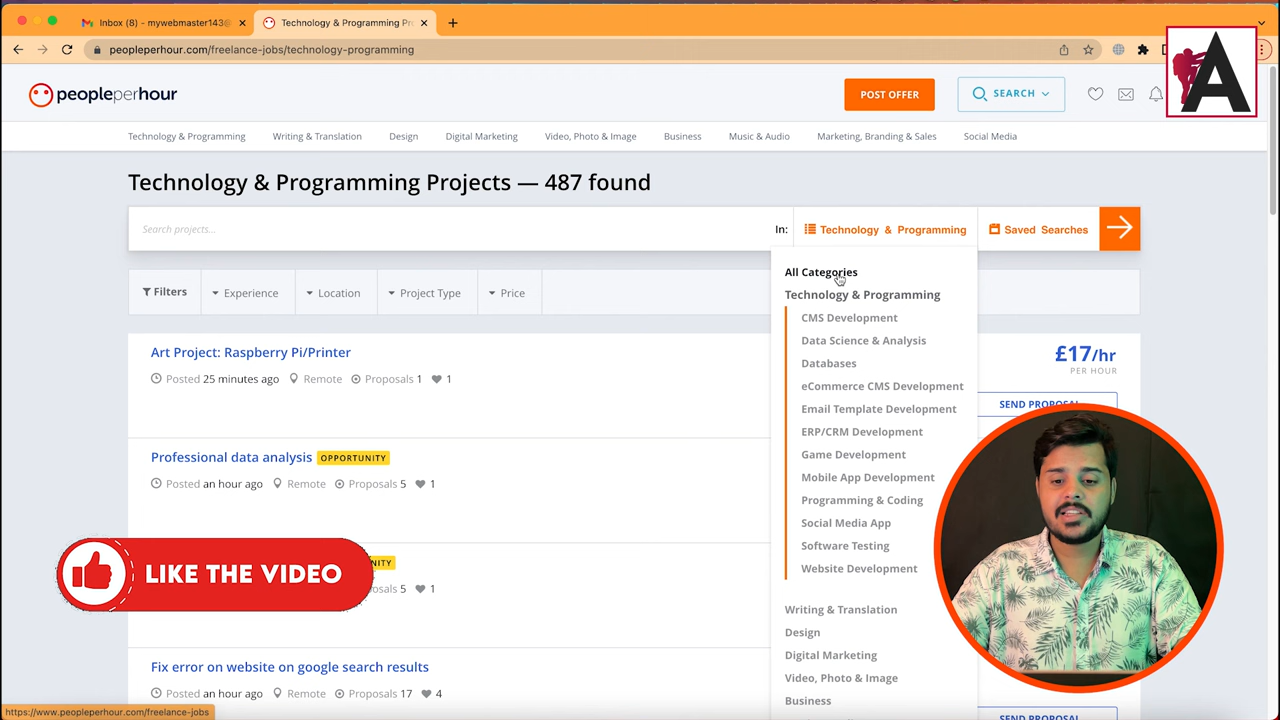 Inbox (8) - mywebmaster143@
Technology & Programming Pro
peopleperhour.com/freelance-jobs/technology-programming
A
peopleperhour
POST OFFER
SEARCH
Technology & Programming
Writing & Translation
Design
Digital Marketing
Video, Photo & Image
Business
Music & Audio
Marketing, Branding & Sales
Social Media
Technology & Programming Projects — 487 found
Search projects...
In:
Technology & Programming
Saved Searches
Filters
Experience
Location
Project Type
Price
All Categories
Technology & Programming
CMS Development
Data Science & Analysis
Databases
eCommerce CMS Development
Email Template Development
ERP/CRM Development
Game Development
Mobile App Development
Programming & Coding
Social Media App
Software Testing
Website Development
Writing & Translation
Design
Digital Marketing
Video, Photo & Image
Business
Art Project: Raspberry Pi/Printer
Posted 25 minutes ago Remote Proposals 1 1
£17/hr
PER HOUR
SEND PROPOSAL
Professional data analysis OPPORTUNITY
Posted an hour ago Remote Proposals 5 1
NITY
als 5 1
LIKE THE VIDEO
Fix error on website on google search results
Posted an hour ago Remote Proposals 17 4
SEND PROPOSAL
https://www.peopleperhour.com/freelance-jobs